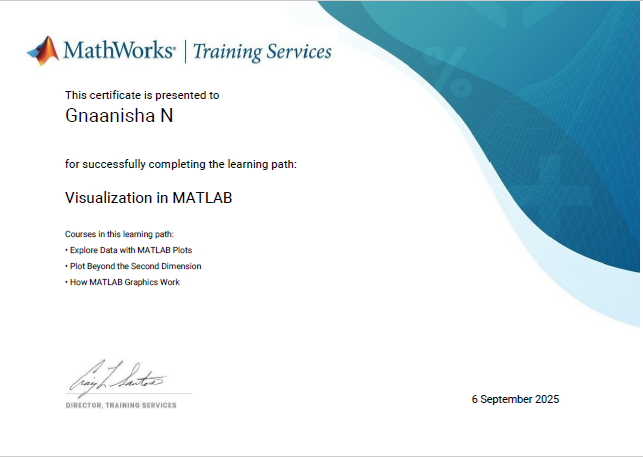 MathWorks® | Training Services
This certificate is presented to
Gnaanisha N
for successfully completing the learning path:
Visualization in MATLAB
Courses in this learning path:
• Explore Data with MATLAB Plots
• Plot Beyond the Second Dimension
• How MATLAB Graphics Work
Craig L. Santos
DIRECTOR, TRAINING SERVICES
6 September 2025